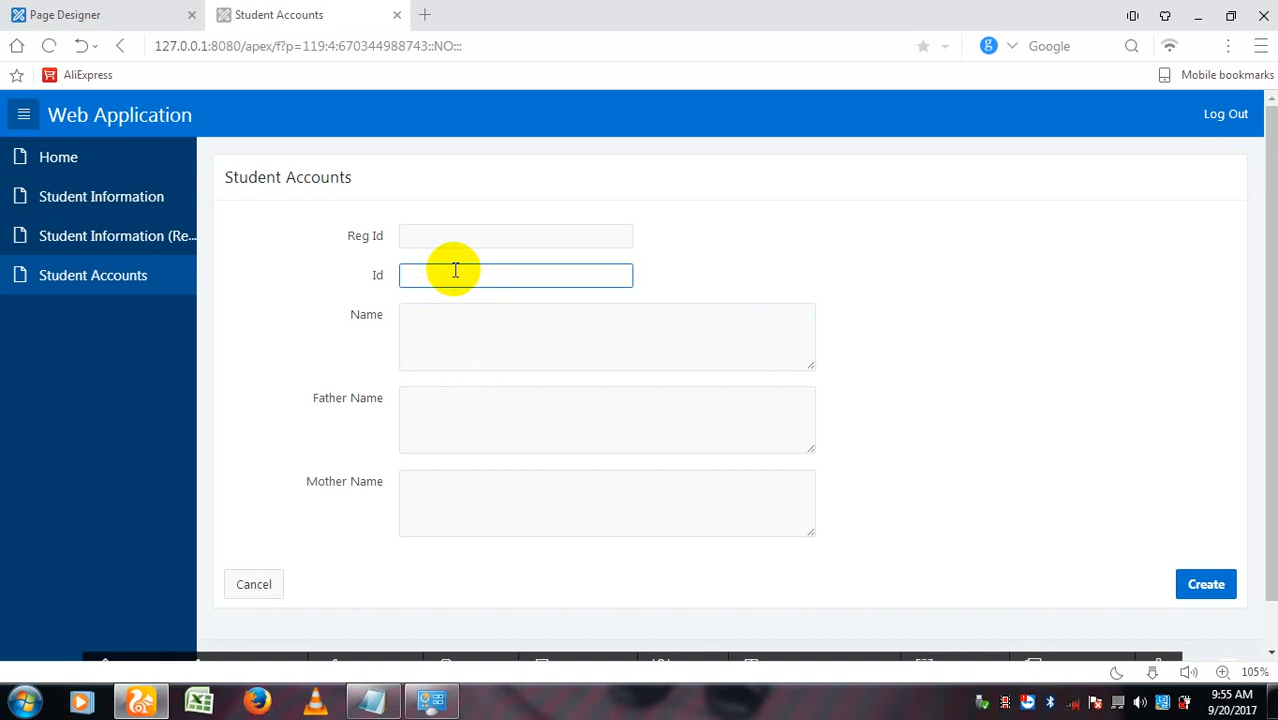 Page Designer
Student Accounts
127.0.0.1:8080/apex/f?p=119:4:670344988743::NO:::
Google
AliExpress
Mobile bookmarks
Web Application
Log Out
Home
Student Information
Student Information (Re...
Student Accounts
Student Accounts
Reg Id
Id
Name
Father Name
Mother Name
Cancel
Create
105%
9:55 AM
9/20/2017